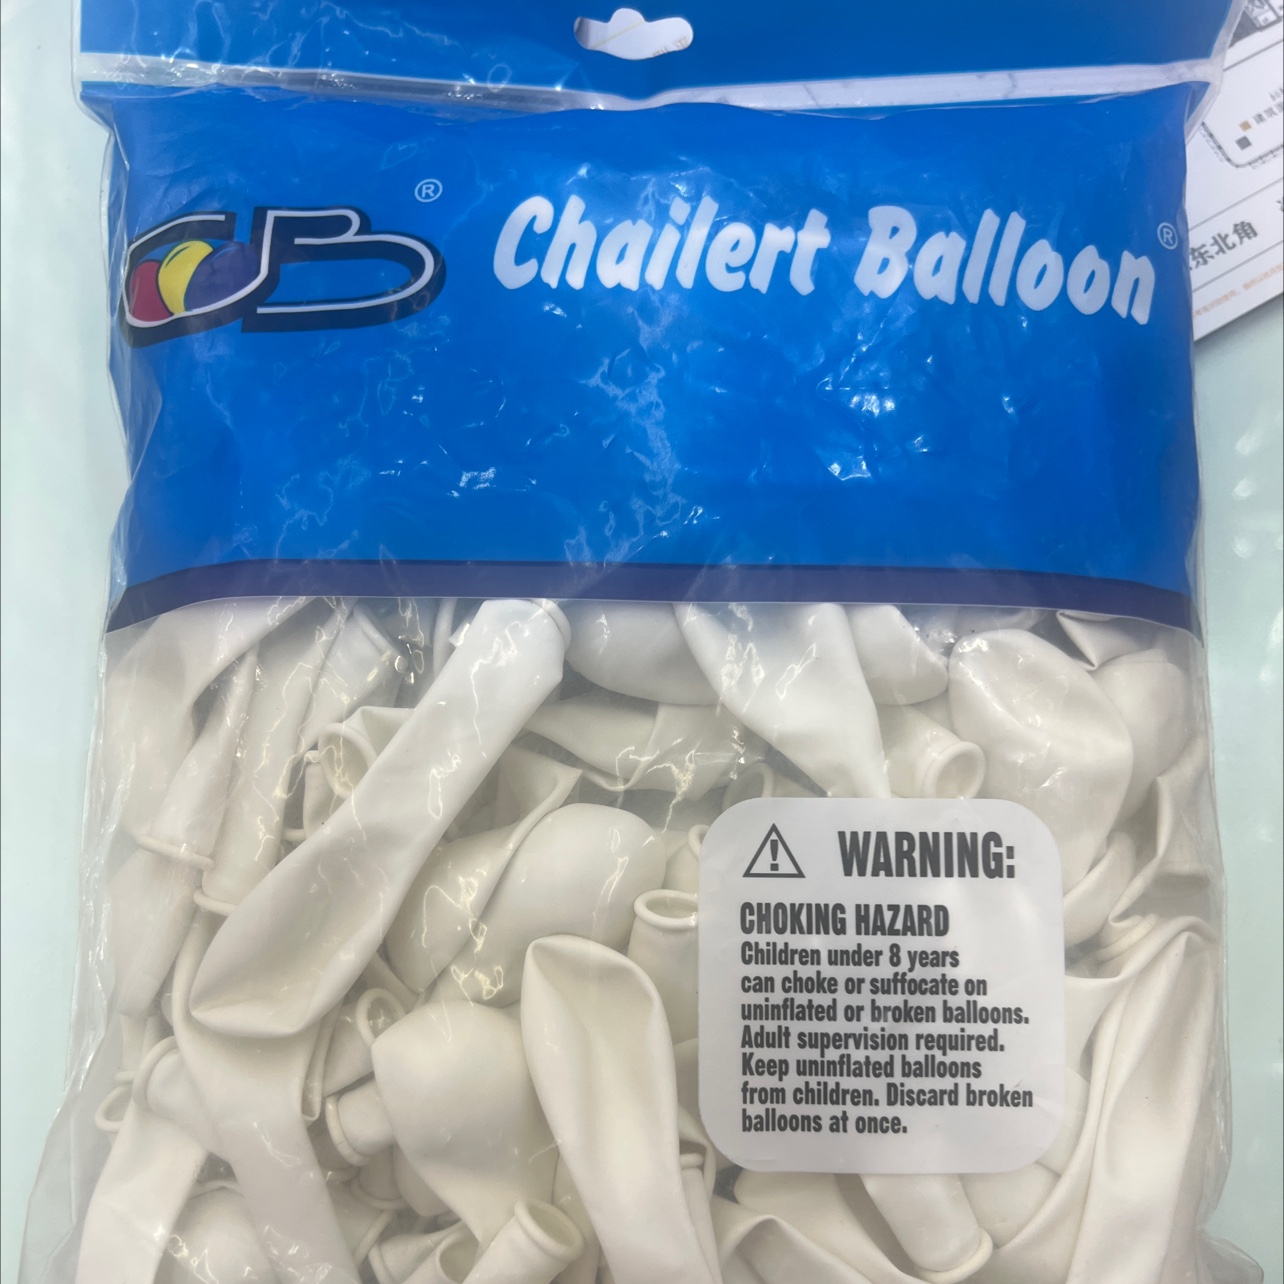 CB ®
Chailert Balloon ®
WARNING:
CHOKING HAZARD
Children under 8 years
can choke or suffocate on
uninflated or broken balloons.
Adult supervision required.
Keep uninflated balloons
from children. Discard broken
balloons at once.
东北角